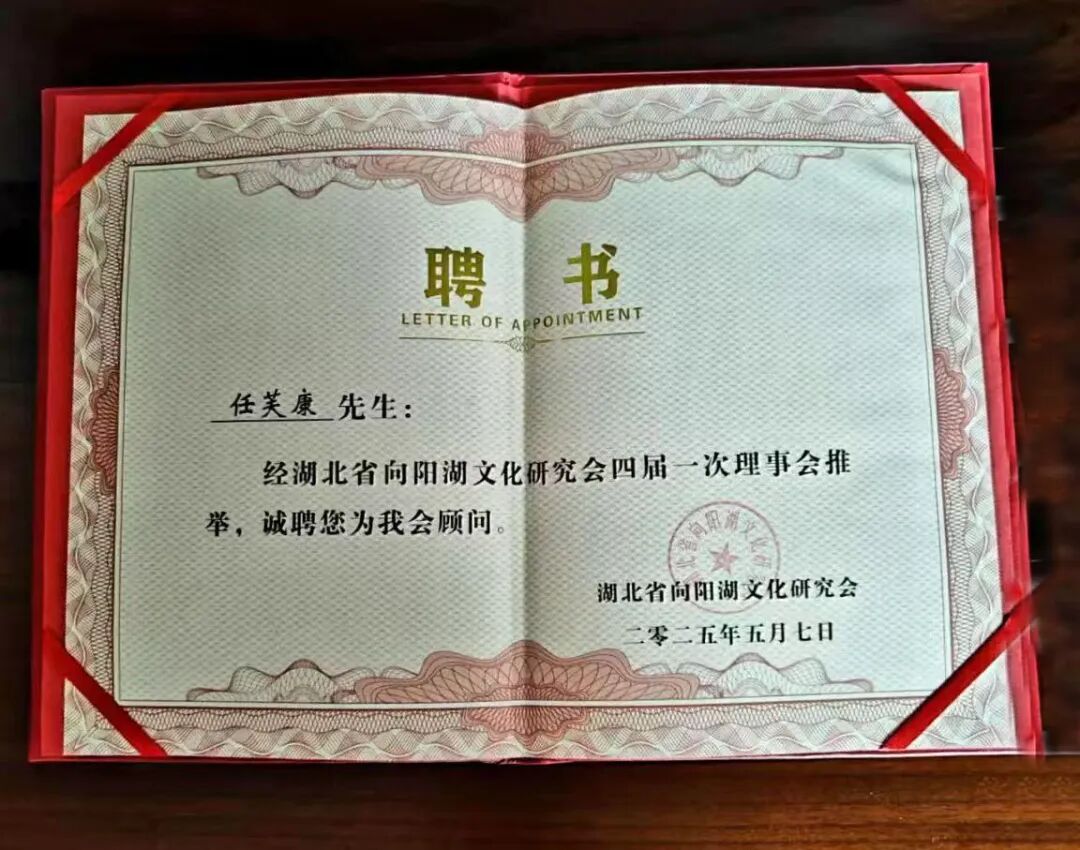 聘 书
LETTER OF APPOINTMENT
任芙康 先生：
经湖北省向阳湖文化研究会四届一次理事会推
举，诚聘您为我会顾问。
湖北省向阳湖文化研究会
二零二五年五月七日